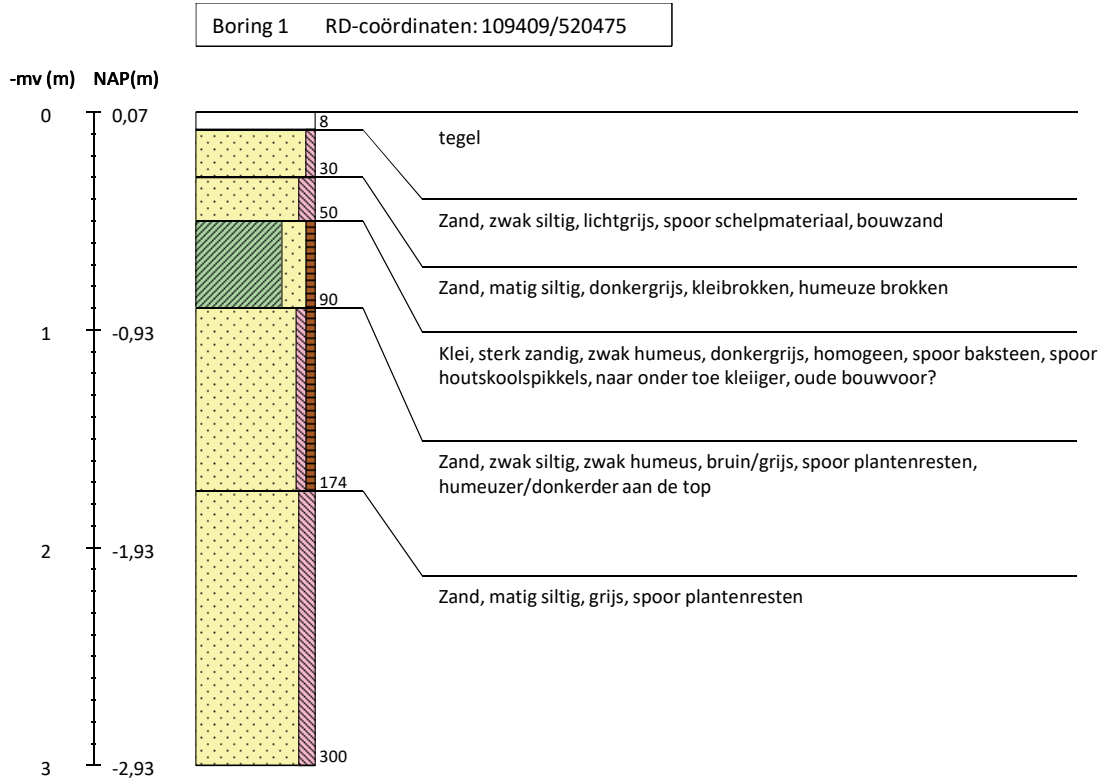 Boring 1 RD-coördinaten: 109409/520475
-mv (m) NAP(m)
0 0,07
8
tegel
30
Zand, zwak siltig, lichtgrijs, spoor schelpmateriaal, bouwzand
50
Zand, matig siltig, donkergrijs, kleibrokken, humeuze brokken
90
1 -0,93
Klei, sterk zandig, zwak humeus, donkergrijs, homogeen, spoor baksteen, spoor
houtskoolspikkels, naar onder toe kleiiger, oude bouwvoor?
Zand, zwak siltig, zwak humeus, bruin/grijs, spoor plantenresten,
humeuzer/donkerder aan de top
174
2 -1,93
Zand, matig siltig, grijs, spoor plantenresten
300
3 -2,93